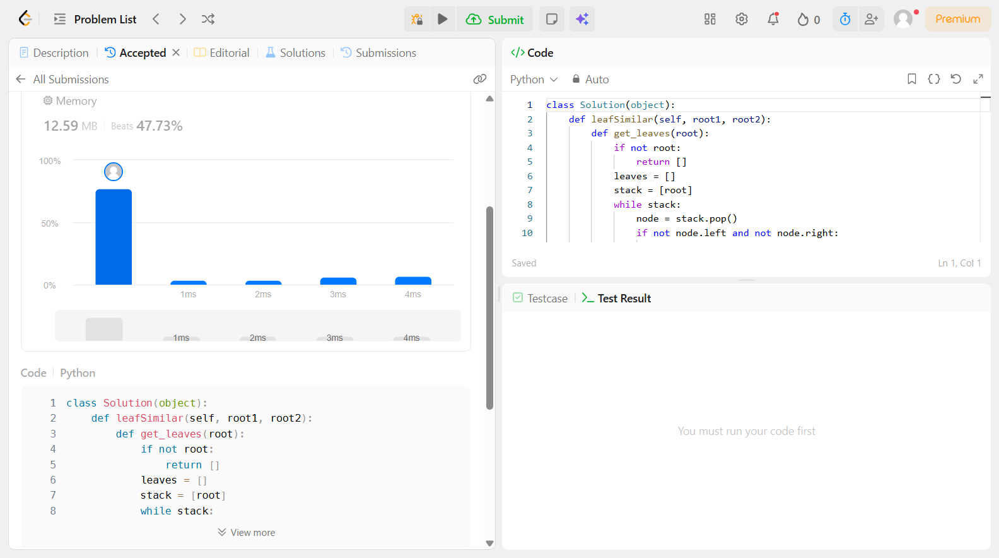 Problem List
Submit
0
Premium
Description
Accepted
Editorial
Solutions
Submissions
All Submissions
Memory
12.59 MB
Beats 47.73%
100%
50%
0%
1ms
2ms
3ms
4ms
1ms
2ms
3ms
4ms
Code
Python
1 class Solution(object):
2 def leafSimilar(self, root1, root2):
3 def get_leaves(root):
4 if not root:
5 return []
6 leaves = []
7 stack = [root]
8 while stack:
View more
</> Code
Python
Auto
1 class Solution(object):
2 def leafSimilar(self, root1, root2):
3 def get_leaves(root):
4 if not root:
5 return []
6 leaves = []
7 stack = [root]
8 while stack:
9 node = stack.pop()
10 if not node.left and not node.right:
Saved
Ln 1, Col 1
Testcase
Test Result
You must run your code first